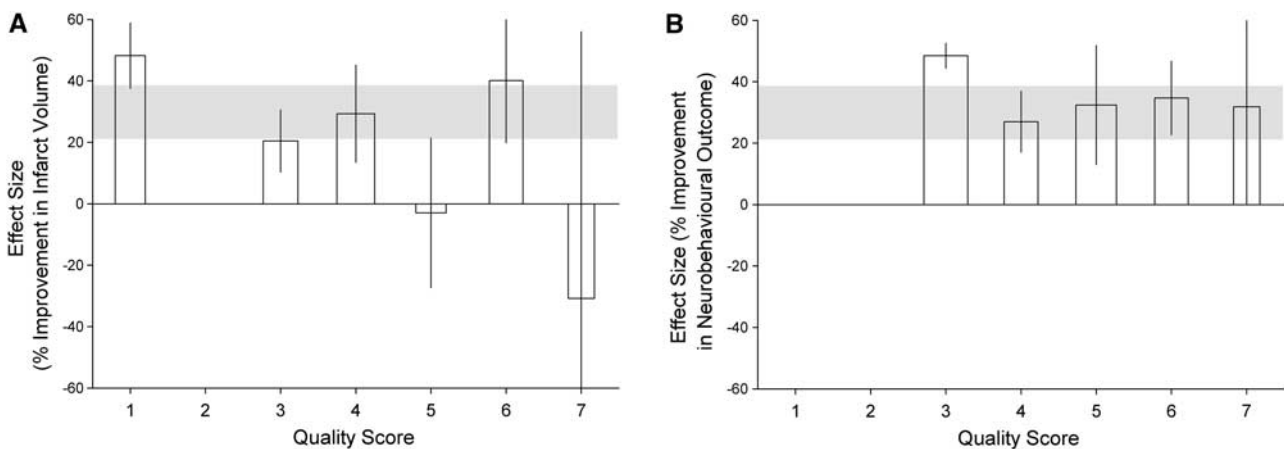 A
60
40
20
0
-20
-40
-60
Effect Size
(% Improvement in Infarct Volume)
1 2 3 4 5 6 7
Quality Score
B
60
40
20
0
-20
-40
-60
Effect Size (% Improvement
in Neurobehavioural Outcome)
1 2 3 4 5 6 7
Quality Score